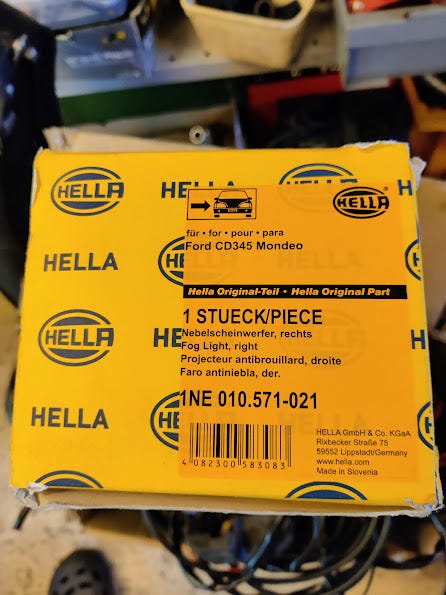 HELLA
HELLA
für • for • pour • para
Ford CD345 Mondeo
HELLA
HELLA
Hella Original-Teil • Hella Original Part
1 STUECK/PIECE
Nebelscheinwerfer, rechts
Fog Light, right
Projecteur antibrouillard, droite
Faro antiniebla, der.
HELLA
1NE 010.571-021
HELLA
HELLA GmbH & Co. KGaA
Rixbecker Straße 75
59552 Lippstadt/Germany
www.hella.com
Made in Slovenia
4 082300 583083